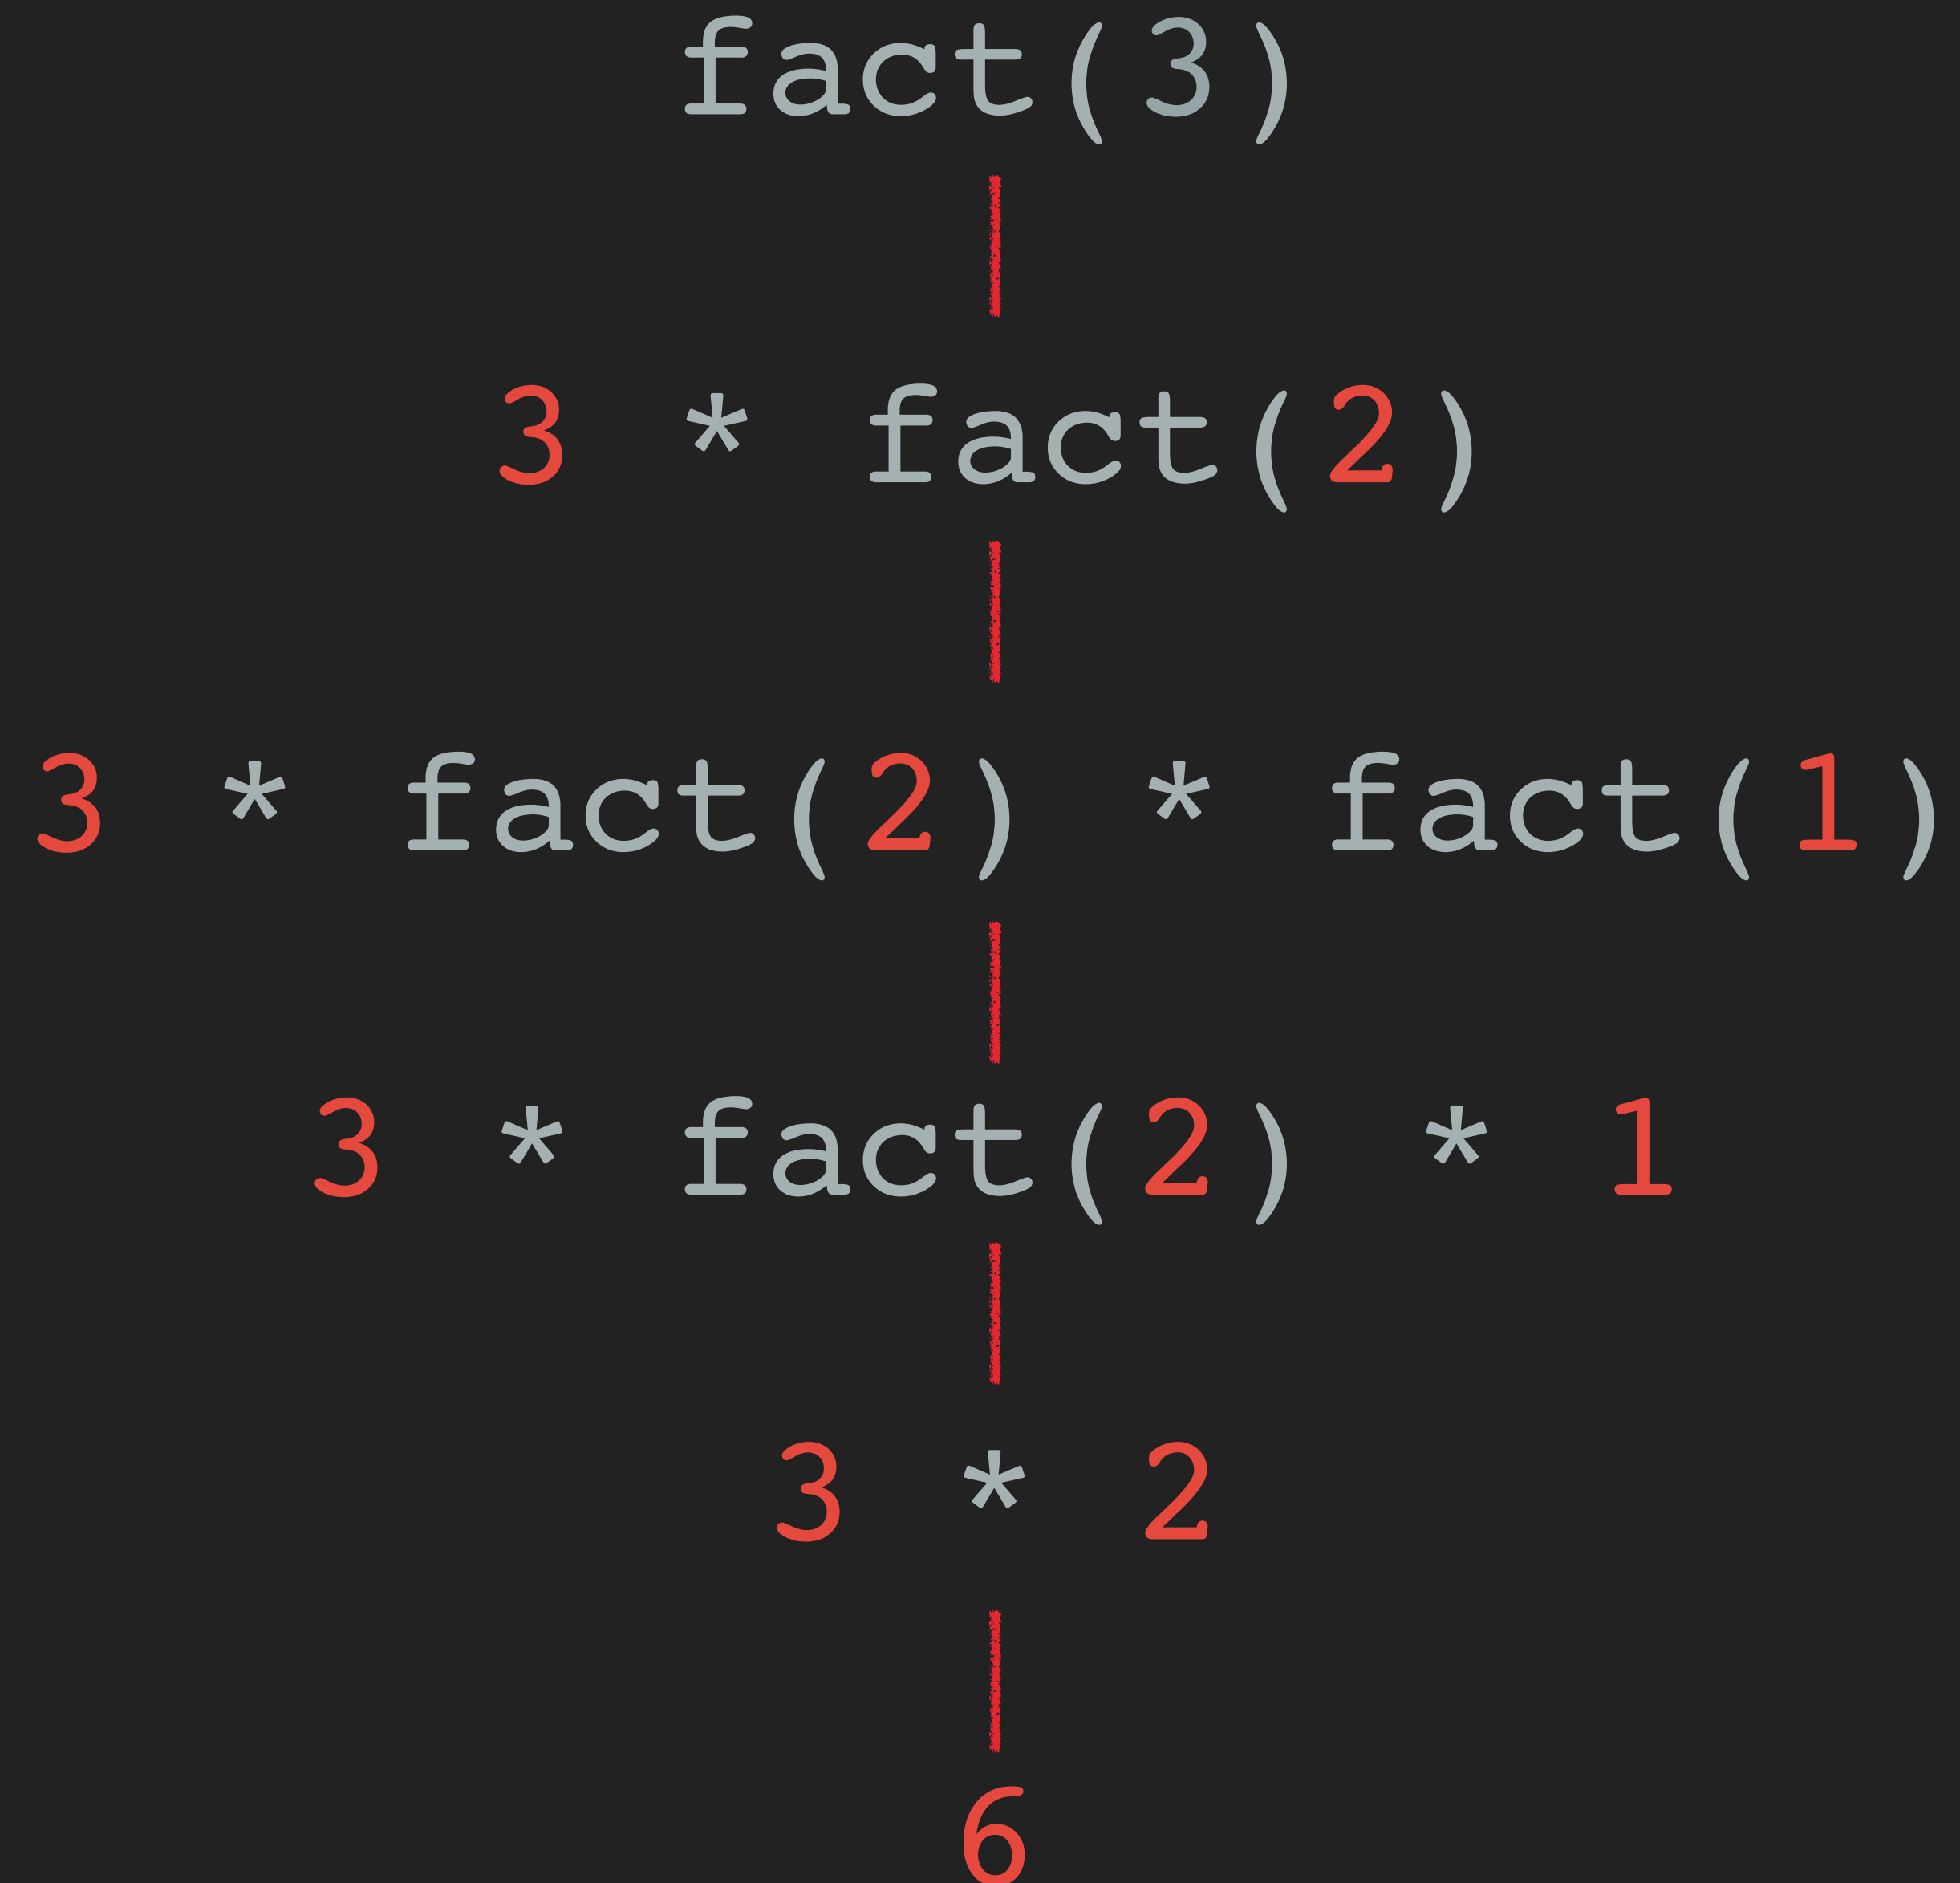 fact(3)
3 * fact(2)
3 * fact(2) * fact(1)
3 * fact(2) * 1
3 * 2
6